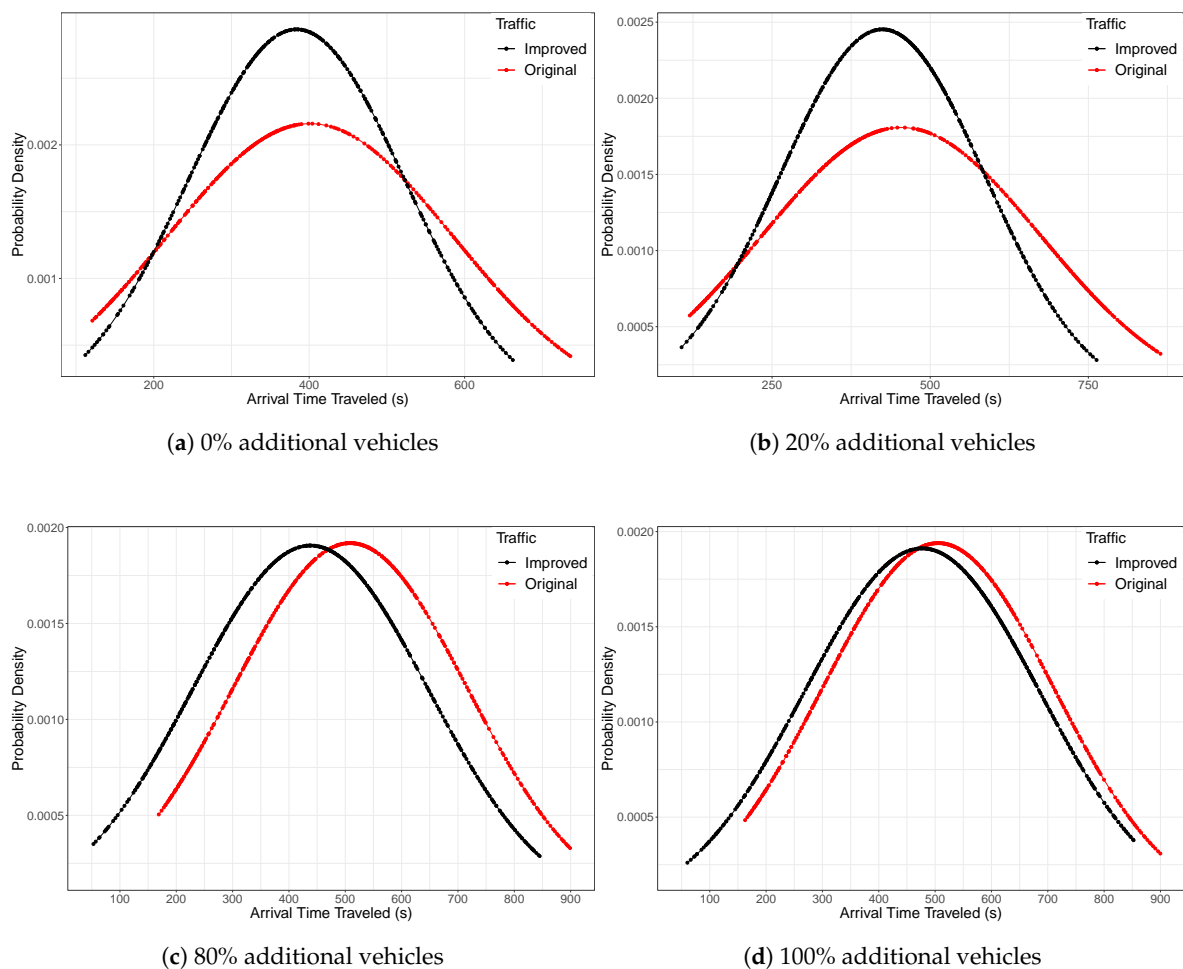 Traffic
Improved
Original
0.002
0.001
Probability Density
200 400 600
Arrival Time Traveled (s)
(a) 0% additional vehicles
Traffic
Improved
Original
0.0025
0.0020
0.0015
0.0010
0.0005
Probability Density
250 500 750
Arrival Time Traveled (s)
(b) 20% additional vehicles
Traffic
Improved
Original
0.0020
0.0015
0.0010
0.0005
Probability Density
100 200 300 400 500 600 700 800 900
Arrival Time Traveled (s)
(c) 80% additional vehicles
Traffic
Improved
Original
0.0020
0.0015
0.0010
0.0005
Probability Density
100 200 300 400 500 600 700 800 900
Arrival Time Traveled (s)
(d) 100% additional vehicles